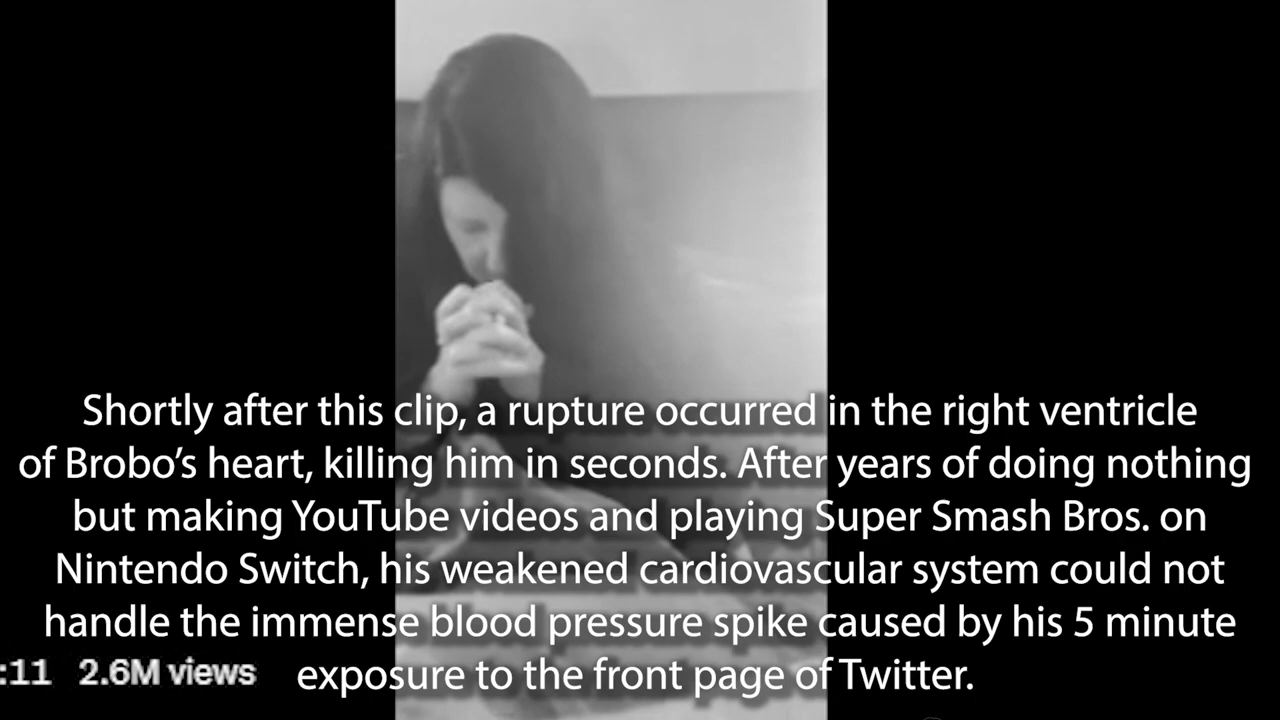 Shortly after this clip, a rupture occurred in the right ventricle
of Brobo’s heart, killing him in seconds. After years of doing nothing
but making YouTube videos and playing Super Smash Bros. on
Nintendo Switch, his weakened cardiovascular system could not
handle the immense blood pressure spike caused by his 5 minute
:11 2.6M views
exposure to the front page of Twitter.